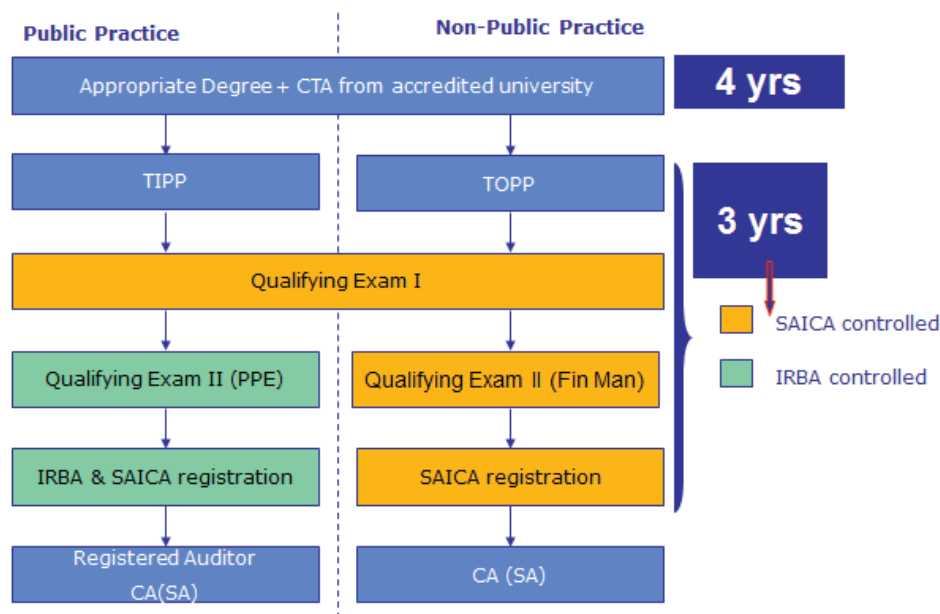 Public Practice
Non-Public Practice
Appropriate Degree + CTA from accredited university
4 yrs
TIPP
TOPP
3 yrs
Qualifying Exam I
SAICA controlled
IRBA controlled
Qualifying Exam II (PPE)
Qualifying Exam II (Fin Man)
IRBA & SAICA registration
SAICA registration
Registered Auditor
CA(SA)
CA (SA)